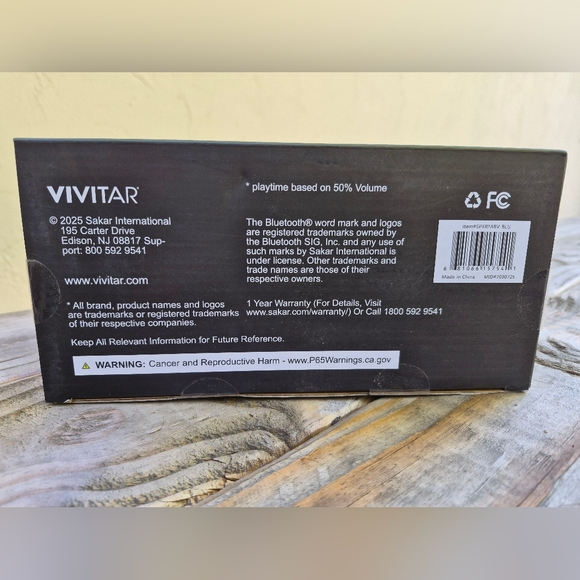 VIVITAR
© 2025 Sakar International
195 Carter Drive
Edison, NJ 08817 Sup-
port: 800 592 9541
www.vivitar.com
* All brand, product names and logos
are trademarks or registered trademarks
of their respective companies.
Keep All Relevant Information for Future Reference.
* playtime based on 50% Volume
The Bluetooth® word mark and logos
are registered trademarks owned by
the Bluetooth SIG, Inc. and any use of
such marks by Sakar International is
under license. Other trademarks and
trade names are those of their
respective owners.
1 Year Warranty (For Details, Visit
www.sakar.com/warranty/) Or Call 1800 592 9541
WARNING: Cancer and Reproductive Harm - www.P65Warnings.ca.gov
FC
Made in China